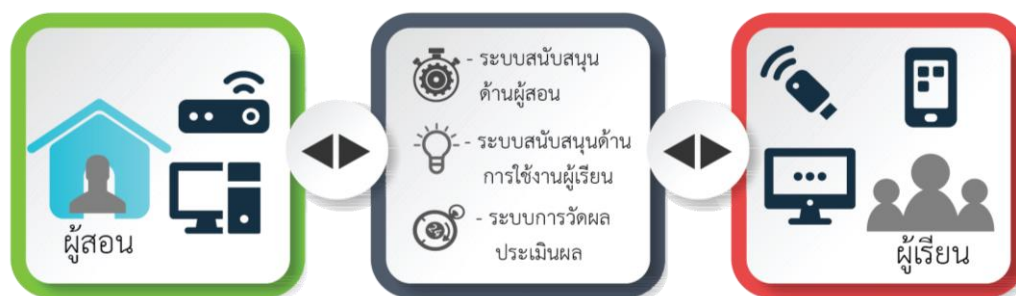 ผู้สอน
- ระบบสนับสนุน
ด้านผู้สอน
- ระบบสนับสนุนด้าน
การใช้งานผู้เรียน
- ระบบการวัดผล
ประเมินผล
ผู้เรียน